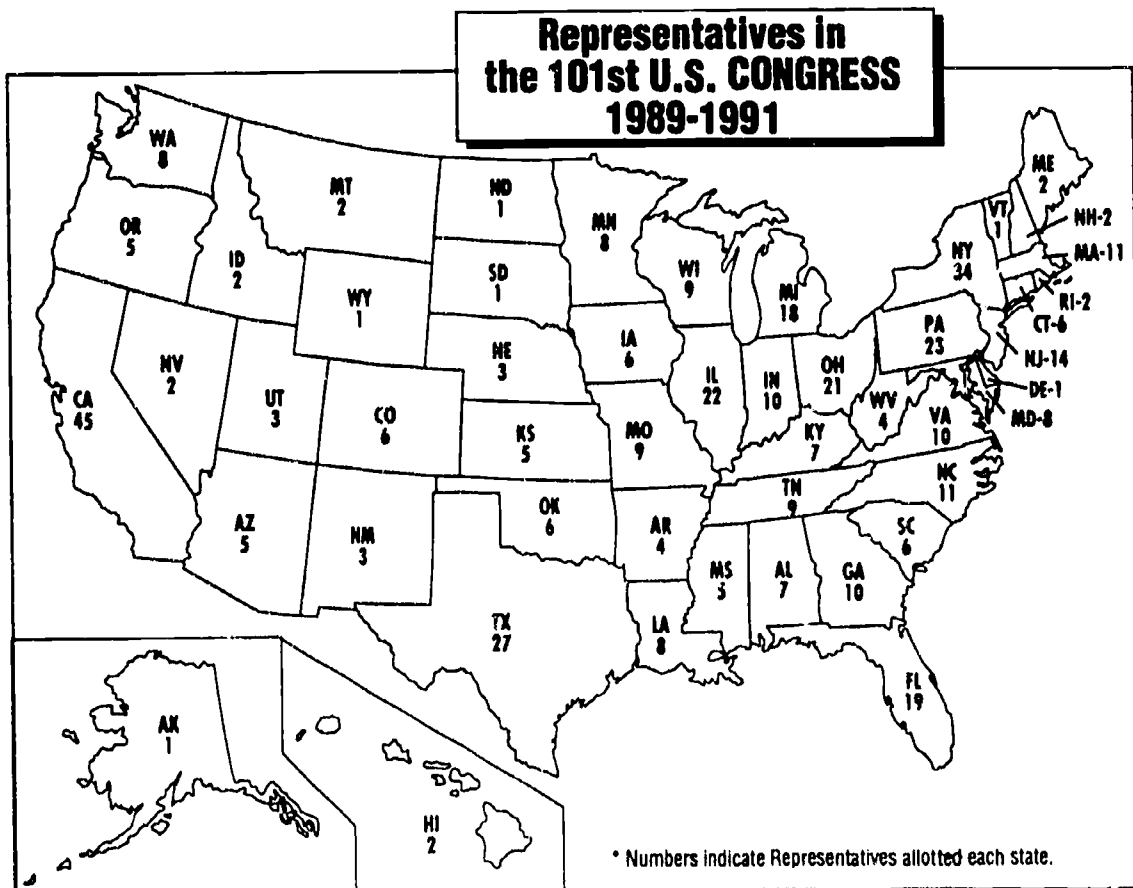 Representatives in
the 101st U.S. CONGRESS
1989-1991
WA
8
MT
2
ND
1
MN
8
ME
2
VT
1
NH-2
MA-11
OR
5
ID
2
SD
1
WI
9
NY
34
WY
1
MI
18
RI-2
CT-6
PA
23
NJ-14
IA
6
NE
3
NV
2
OH
21
IL
22
IN
10
DE-1
CA
45
UT
3
CO
6
WV
4
MD-8
VA
10
KS
5
MO
9
KY
7
NC
11
TN
9
AZ
5
NM
3
OK
6
AR
4
SC
6
MS
5
AL
7
GA
10
TX
27
LA
8
FL
19
AK
1
HI
2
* Numbers indicate Representatives allotted each state.